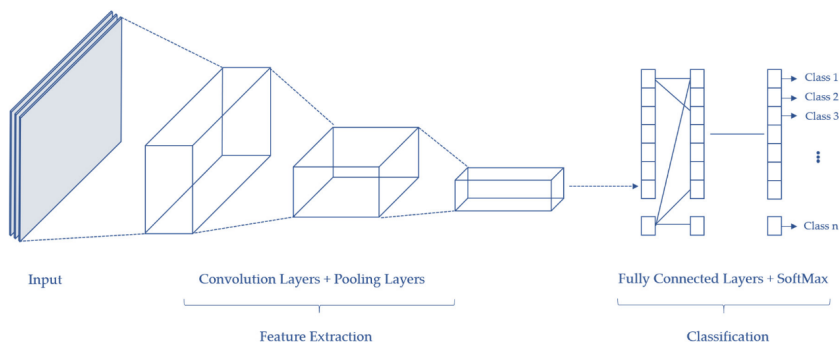 Class 1
Class 2
Class 3
Class n
Input
Convolution Layers + Pooling Layers
Fully Connected Layers + SoftMax
Feature Extraction
Classification